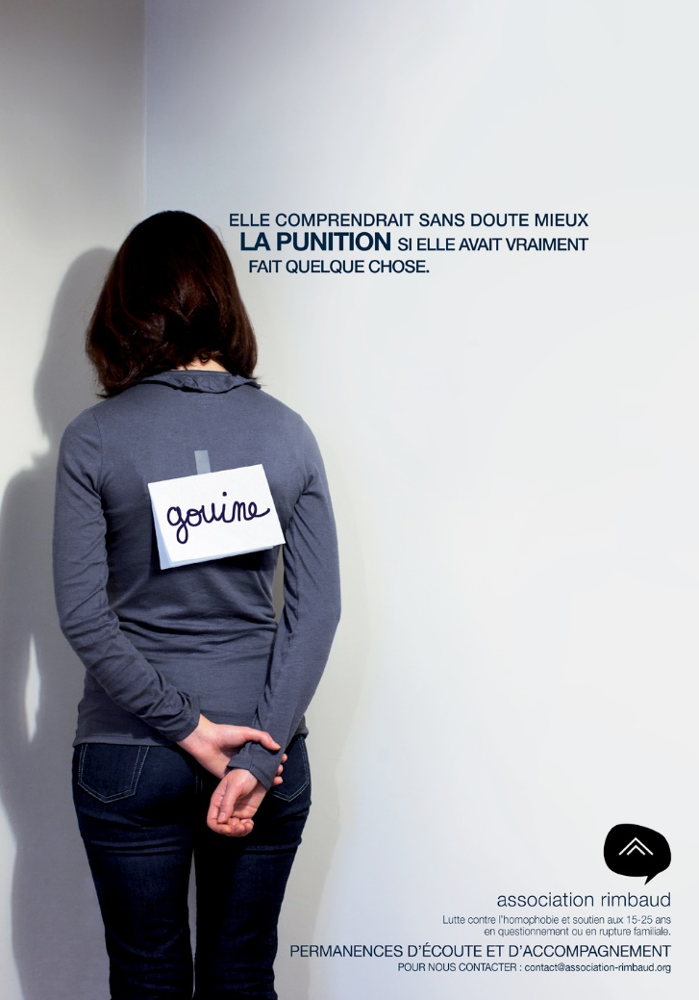 ELLE COMPRENDRAIT SANS DOUTE MIEUX
LA PUNITION SI ELLE AVAIT VRAIMENT
FAIT QUELQUE CHOSE.
gouine
association rimbaud
Lutte contre l'homophobie et soutien aux 15-25 ans
en questionnement ou en rupture familiale.
PERMANENCES D'ÉCOUTE ET D'ACCOMPAGNEMENT
POUR NOUS CONTACTER : contact@association-rimbaud.org